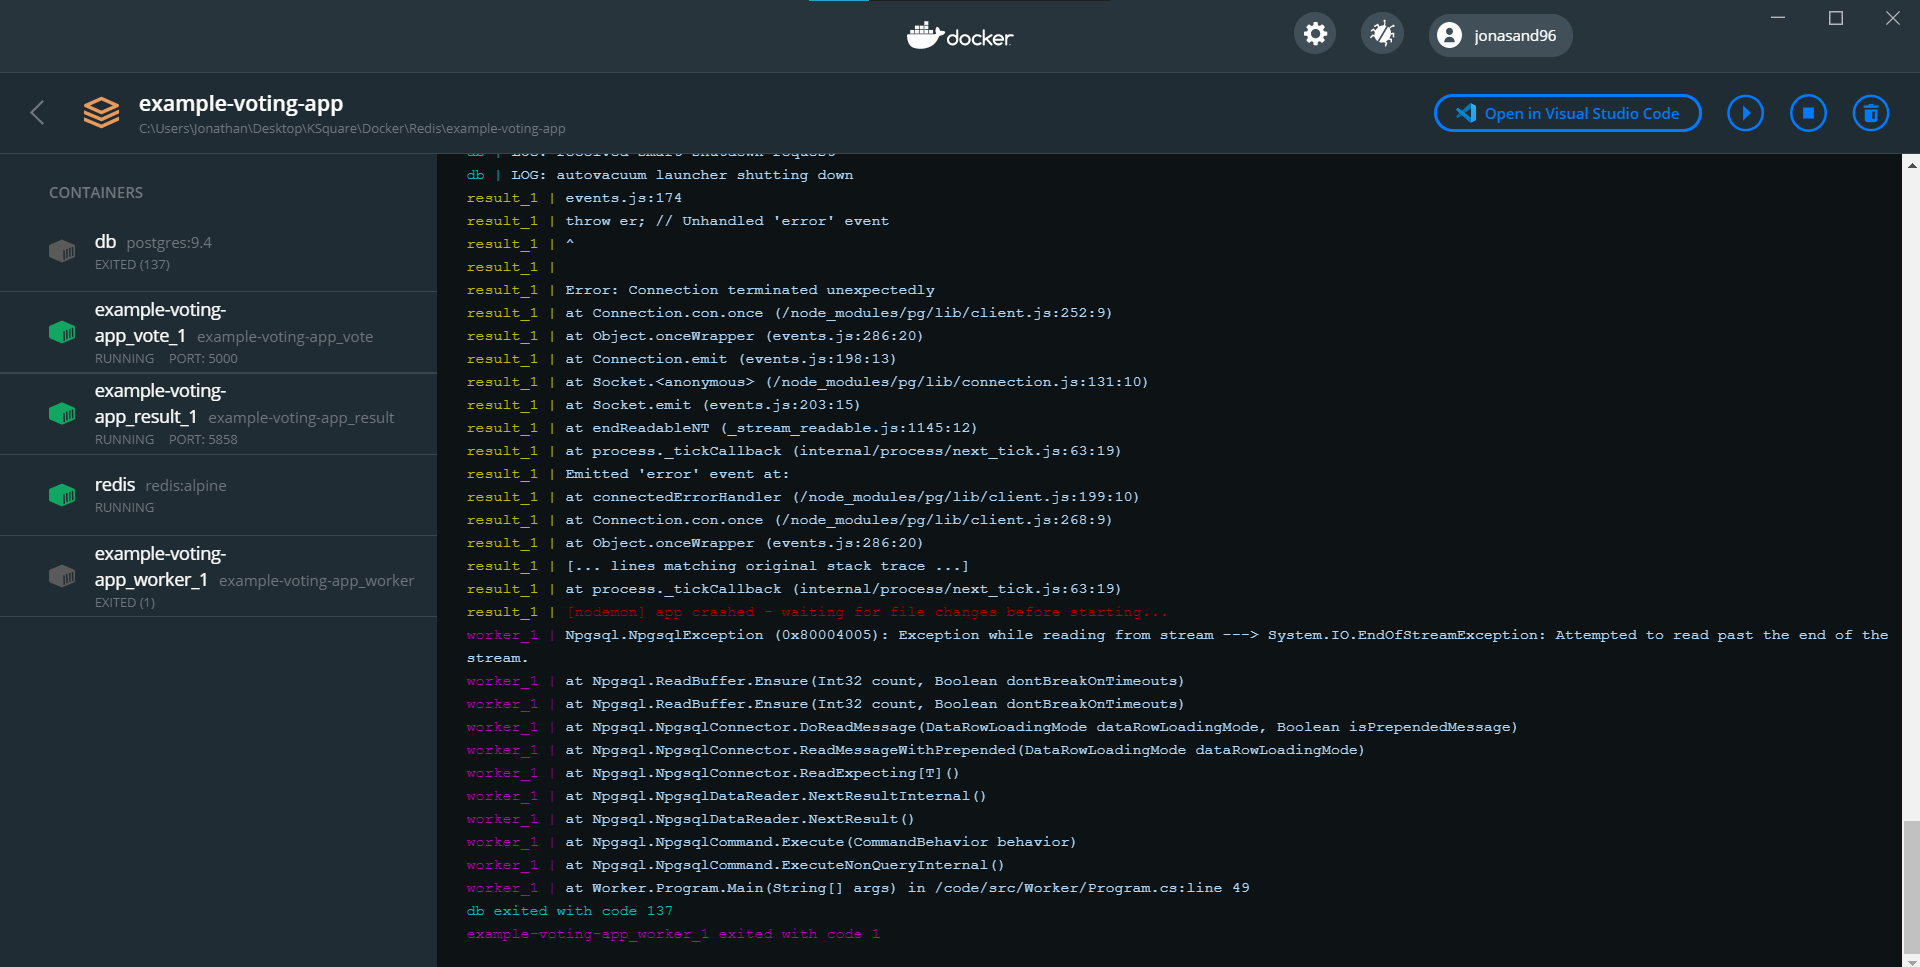 docker
jonasand96
example-voting-app
C:\Users\Jonathan\Desktop\KSquare\Docker\Redis\example-voting-app
Open in Visual Studio Code
CONTAINERS
db postgres:9.4
EXITED (137)
example-voting-
app_vote_1 example-voting-app_vote
RUNNING PORT: 5000
example-voting-
app_result_1 example-voting-app_result
RUNNING PORT: 5858
redis redis:alpine
RUNNING
example-voting-
app_worker_1 example-voting-app_worker
EXITED (1)
db | LOG: received smart shutdown request
db | LOG: autovacuum launcher shutting down
result_1 | events.js:174
result_1 | throw er; // Unhandled 'error' event
result_1 | ^
result_1 |
result_1 | Error: Connection terminated unexpectedly
result_1 | at Connection.con.once (/node_modules/pg/lib/client.js:252:9)
result_1 | at Object.onceWrapper (events.js:286:20)
result_1 | at Connection.emit (events.js:198:13)
result_1 | at Socket.<anonymous> (/node_modules/pg/lib/connection.js:131:10)
result_1 | at Socket.emit (events.js:203:15)
result_1 | at endReadableNT (_stream_readable.js:1145:12)
result_1 | at process._tickCallback (internal/process/next_tick.js:63:19)
result_1 | Emitted 'error' event at:
result_1 | at connectedErrorHandler (/node_modules/pg/lib/client.js:199:10)
result_1 | at Connection.con.once (/node_modules/pg/lib/client.js:268:9)
result_1 | at Object.onceWrapper (events.js:286:20)
result_1 | [... lines matching original stack trace ...]
result_1 | at process._tickCallback (internal/process/next_tick.js:63:19)
result_1 | [nodemon] app crashed - waiting for file changes before starting...
worker_1 | Npgsql.NpgsqlException (0x80004005): Exception while reading from stream ---> System.IO.EndOfStreamException: Attempted to read past the end of the
stream.
worker_1 | at Npgsql.ReadBuffer.Ensure(Int32 count, Boolean dontBreakOnTimeouts)
worker_1 | at Npgsql.ReadBuffer.Ensure(Int32 count, Boolean dontBreakOnTimeouts)
worker_1 | at Npgsql.NpgsqlConnector.DoReadMessage(DataRowLoadingMode dataRowLoadingMode, Boolean isPrependedMessage)
worker_1 | at Npgsql.NpgsqlConnector.ReadMessageWithPrepended(DataRowLoadingMode dataRowLoadingMode)
worker_1 | at Npgsql.NpgsqlConnector.ReadExpecting[T]()
worker_1 | at Npgsql.NpgsqlDataReader.NextResultInternal()
worker_1 | at Npgsql.NpgsqlDataReader.NextResult()
worker_1 | at Npgsql.NpgsqlCommand.Execute(CommandBehavior behavior)
worker_1 | at Npgsql.NpgsqlCommand.ExecuteNonQueryInternal()
worker_1 | at Worker.Program.Main(String[] args) in /code/src/Worker/Program.cs:line 49
db exited with code 137
example-voting-app_worker_1 exited with code 1